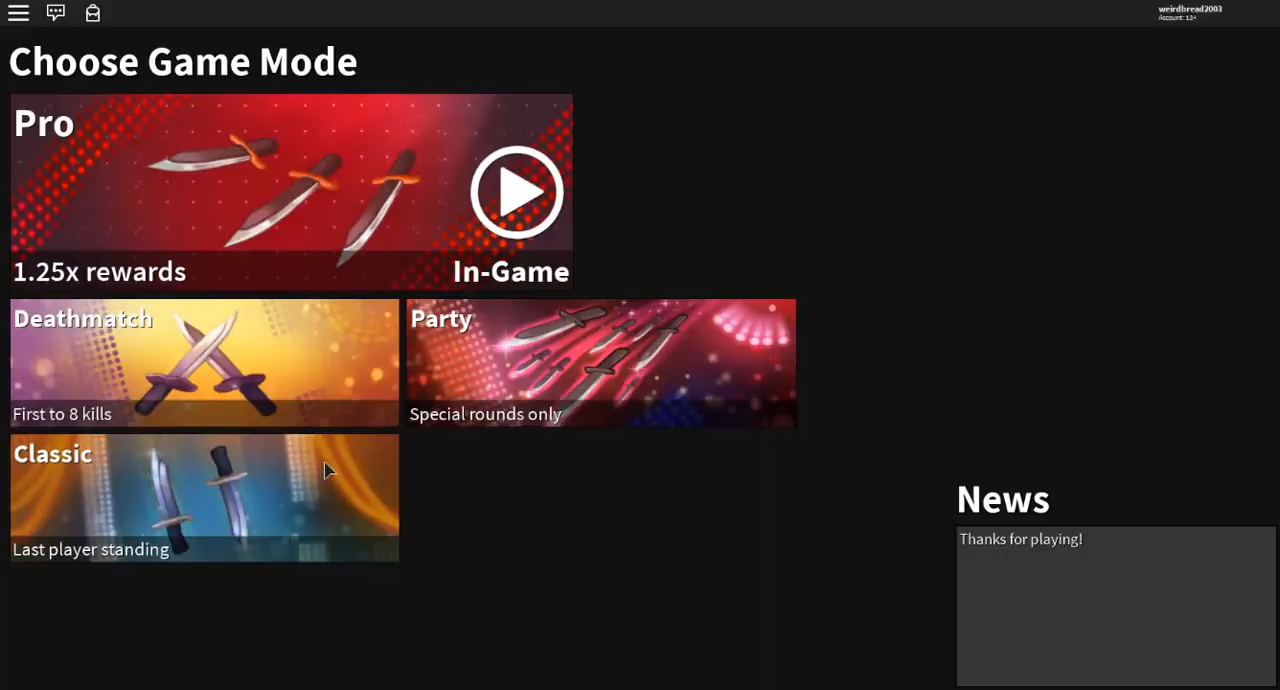 weirdbread2003
Account: 13+
Choose Game Mode
Pro
1.25x rewards
In-Game
Deathmatch
First to 8 kills
Party
Special rounds only
Classic
Last player standing
News
Thanks for playing!